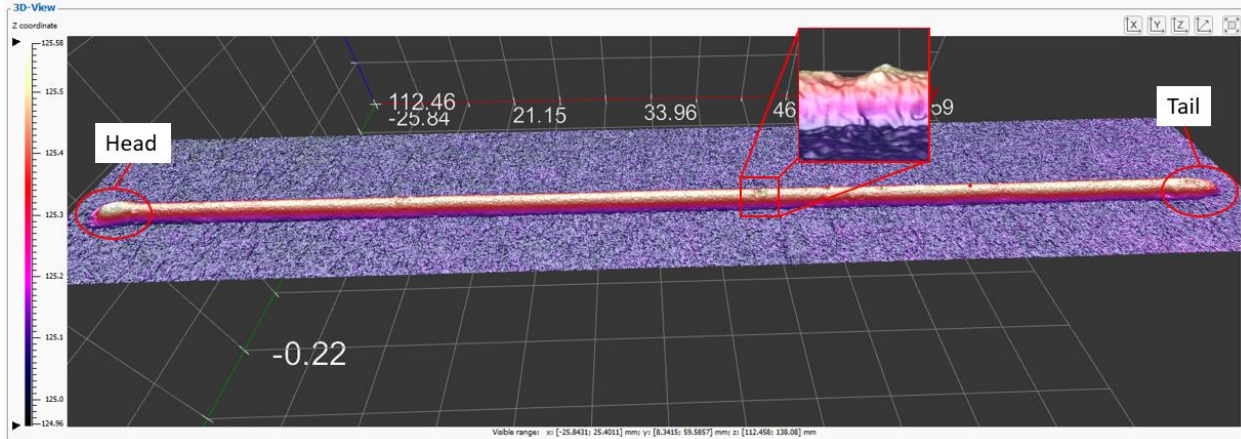 3D-View
Z coordinate
X Y Z
125.58
125.5
125.4
125.3
125.2
125.1
125.0
124.96
Head
Tail
112.46
-25.84 21.15 33.96 46
-0.22
Visible range: x: [-25.8431; 25.4011] mm; y: [8.3415; 59.5857] mm; z: [112.458; 138.08] mm